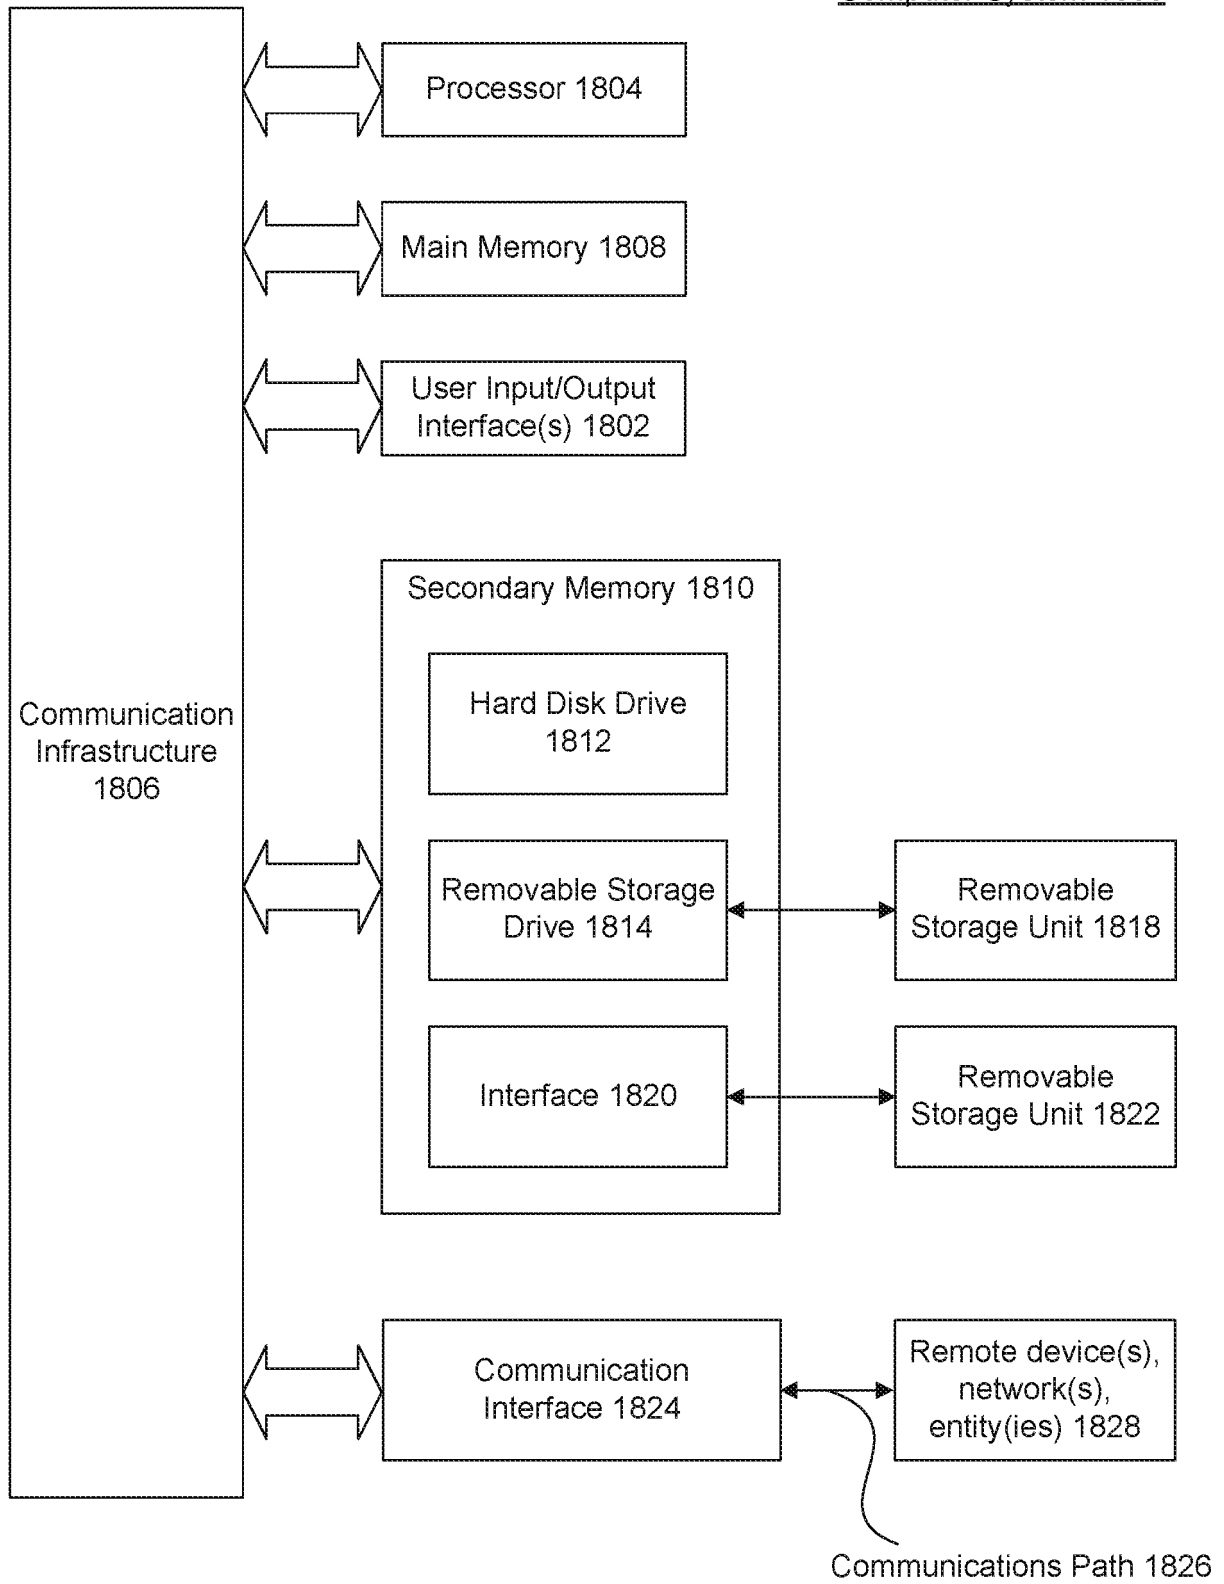 Processor 1804
Main Memory 1808
User Input/Output
Interface(s) 1802
Secondary Memory 1810
Hard Disk Drive
1812
Communication
Infrastructure
1806
Removable Storage
Drive 1814
Removable
Storage Unit 1818
Interface 1820
Removable
Storage Unit 1822
Communication
Interface 1824
Remote device(s),
network(s),
entity(ies) 1828
Communications Path 1826